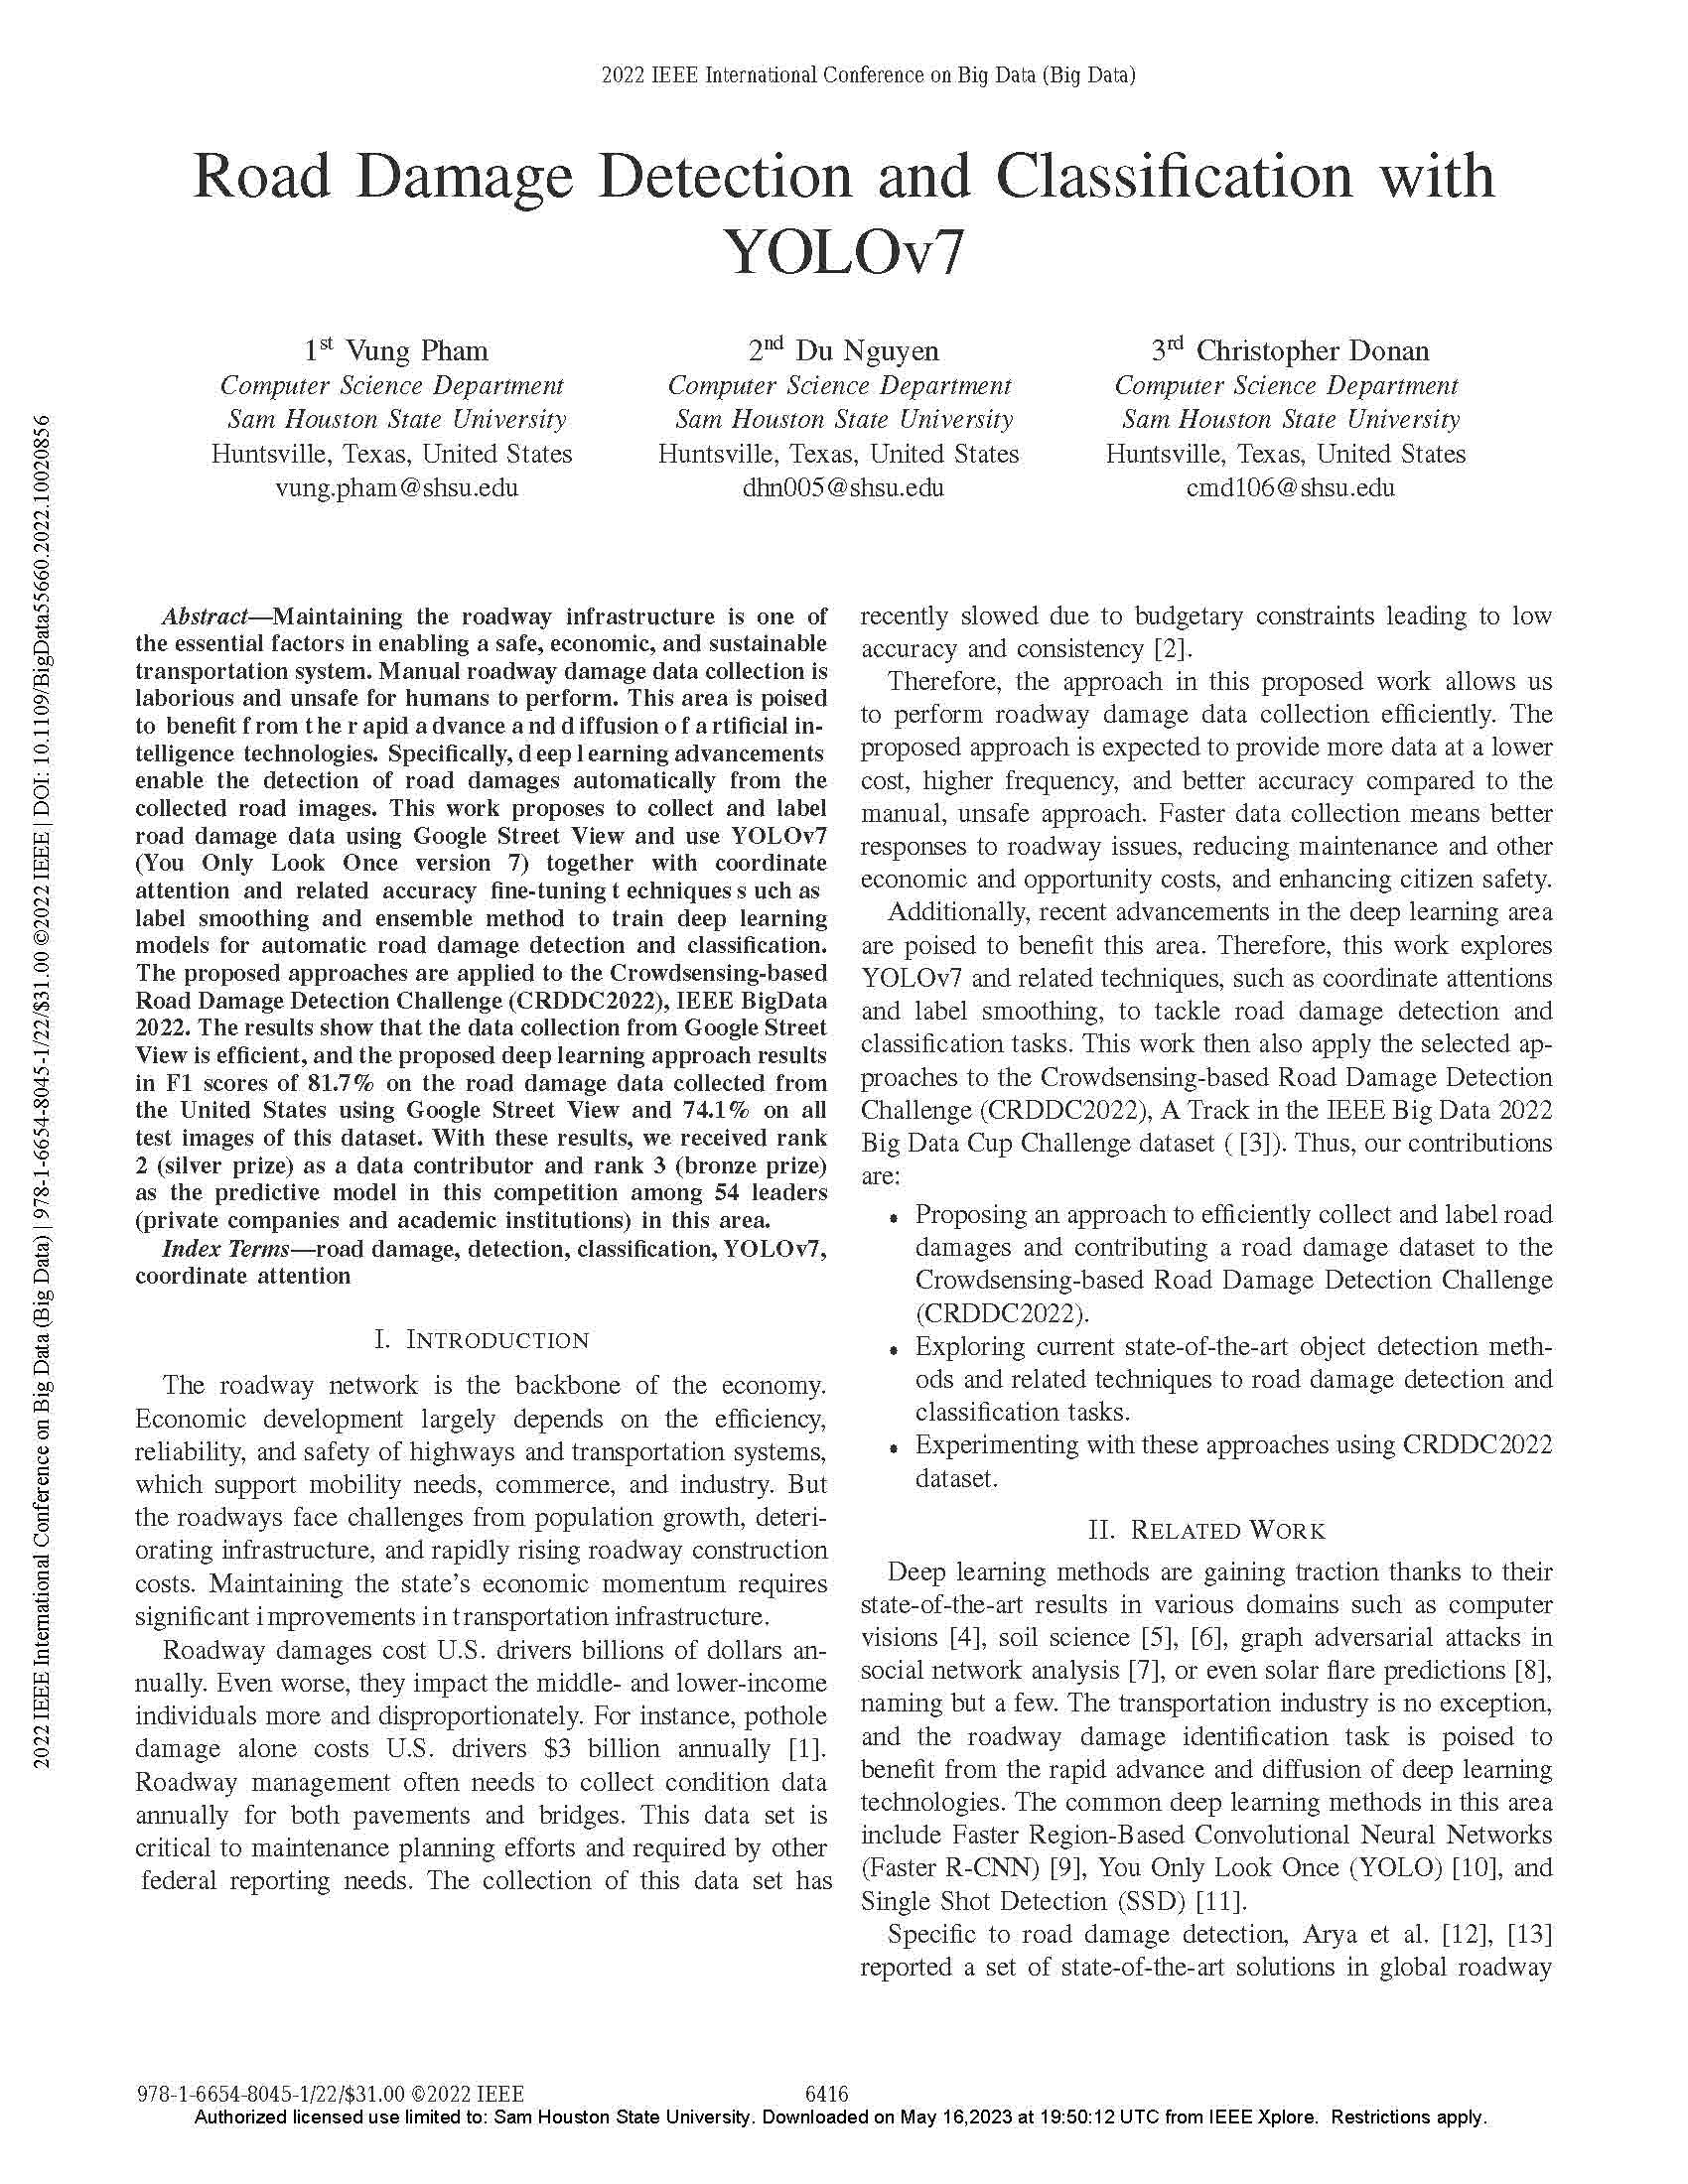 2022 IEEE International Conference on Big Data (Big Data)
Road Damage Detection and Classification with
YOLOv7
1st Vung Pham
Computer Science Department
Sam Houston State University
Huntsville, Texas, United States
vung.pham@shsu.edu
2nd Du Nguyen
Computer Science Department
Sam Houston State University
Huntsville, Texas, United States
dhn005@shsu.edu
3rd Christopher Donan
Computer Science Department
Sam Houston State University
Huntsville, Texas, United States
cmd106@shsu.edu
2022 IEEE International Conference on Big Data (Big Data) | 978-1-6654-8045-1/22/$31.00 ©2022 IEEE | DOI: 10.1109/BigData55660.2022.10020856
Abstract—Maintaining the roadway infrastructure is one of
the essential factors in enabling a safe, economic, and sustainable
transportation system. Manual roadway damage data collection is
laborious and unsafe for humans to perform. This area is poised
to benefit f rom t he r apid a dvance a nd d iffusion o f a rtificial in-
telligence technologies. Specifically, d eep l earning advancements
enable the detection of road damages automatically from the
collected road images. This work proposes to collect and label
road damage data using Google Street View and use YOLOv7
(You Only Look Once version 7) together with coordinate
attention and related accuracy fine-tuning t echniques s uch as
label smoothing and ensemble method to train deep learning
models for automatic road damage detection and classification.
The proposed approaches are applied to the Crowdsensing-based
Road Damage Detection Challenge (CRDDC2022), IEEE BigData
2022. The results show that the data collection from Google Street
View is efficient, and the proposed deep learning approach results
in F1 scores of 81.7% on the road damage data collected from
the United States using Google Street View and 74.1% on all
test images of this dataset. With these results, we received rank
2 (silver prize) as a data contributor and rank 3 (bronze prize)
as the predictive model in this competition among 54 leaders
(private companies and academic institutions) in this area.
Index Terms—road damage, detection, classification, YOLOv7,
coordinate attention
I. INTRODUCTION
The roadway network is the backbone of the economy.
Economic development largely depends on the efficiency,
reliability, and safety of highways and transportation systems,
which support mobility needs, commerce, and industry. But
the roadways face challenges from population growth, deteri-
orating infrastructure, and rapidly rising roadway construction
costs. Maintaining the state's economic momentum requires
significant i mprovements i n t ransportation infrastructure.
Roadway damages cost U.S. drivers billions of dollars an-
nually. Even worse, they impact the middle- and lower-income
individuals more and disproportionately. For instance, pothole
damage alone costs U.S. drivers $3 billion annually [1].
Roadway management often needs to collect condition data
annually for both pavements and bridges. This data set is
critical to maintenance planning efforts and required by other
federal reporting needs. The collection of this data set has
recently slowed due to budgetary constraints leading to low
accuracy and consistency [2].
Therefore, the approach in this proposed work allows us
to perform roadway damage data collection efficiently. The
proposed approach is expected to provide more data at a lower
cost, higher frequency, and better accuracy compared to the
manual, unsafe approach. Faster data collection means better
responses to roadway issues, reducing maintenance and other
economic and opportunity costs, and enhancing citizen safety.
Additionally, recent advancements in the deep learning area
are poised to benefit this area. Therefore, this work explores
YOLOv7 and related techniques, such as coordinate attentions
and label smoothing, to tackle road damage detection and
classification tasks. This work then also apply the selected ap-
proaches to the Crowdsensing-based Road Damage Detection
Challenge (CRDDC2022), A Track in the IEEE Big Data 2022
Big Data Cup Challenge dataset ( [3]). Thus, our contributions
are:
• Proposing an approach to efficiently collect and label road
damages and contributing a road damage dataset to the
Crowdsensing-based Road Damage Detection Challenge
(CRDDC2022).
• Exploring current state-of-the-art object detection meth-
ods and related techniques to road damage detection and
classification tasks.
• Experimenting with these approaches using CRDDC2022
dataset.
II. RELATED WORK
Deep learning methods are gaining traction thanks to their
state-of-the-art results in various domains such as computer
visions [4], soil science [5], [6], graph adversarial attacks in
social network analysis [7], or even solar flare predictions [8],
naming but a few. The transportation industry is no exception,
and the roadway damage identification task is poised to
benefit from the rapid advance and diffusion of deep learning
technologies. The common deep learning methods in this area
include Faster Region-Based Convolutional Neural Networks
(Faster R-CNN) [9], You Only Look Once (YOLO) [10], and
Single Shot Detection (SSD) [11].
Specific to road damage detection, Arya et al. [12], [13]
reported a set of state-of-the-art solutions in global roadway
978-1-6654-8045-1/22/$31.00 ©2022 IEEE
6416
Authorized licensed use limited to: Sam Houston State University. Downloaded on May 16,2023 at 19:50:12 UTC from IEEE Xplore. Restrictions apply.